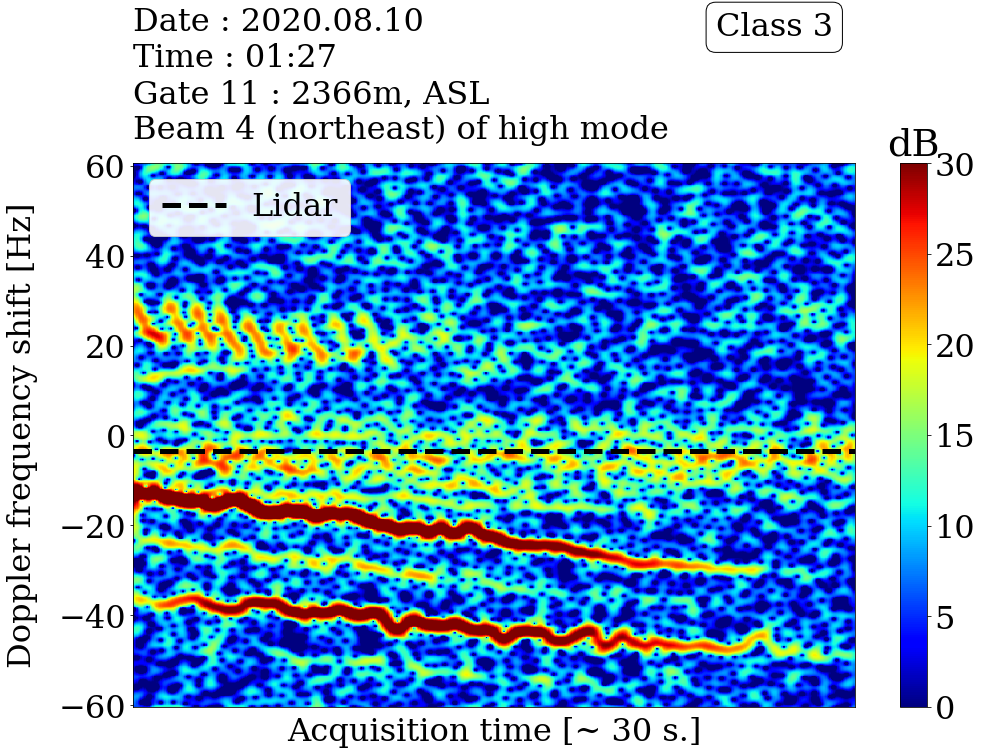 Date : 2020.08.10
Time : 01:27
Gate 11 : 2366m, ASL
Beam 4 (northeast) of high mode
Class 3
dB
Lidar
Doppler frequency shift [Hz]
60
40
20
0
−20
−40
−60
30
25
20
15
10
5
0
Acquisition time [~ 30 s.]